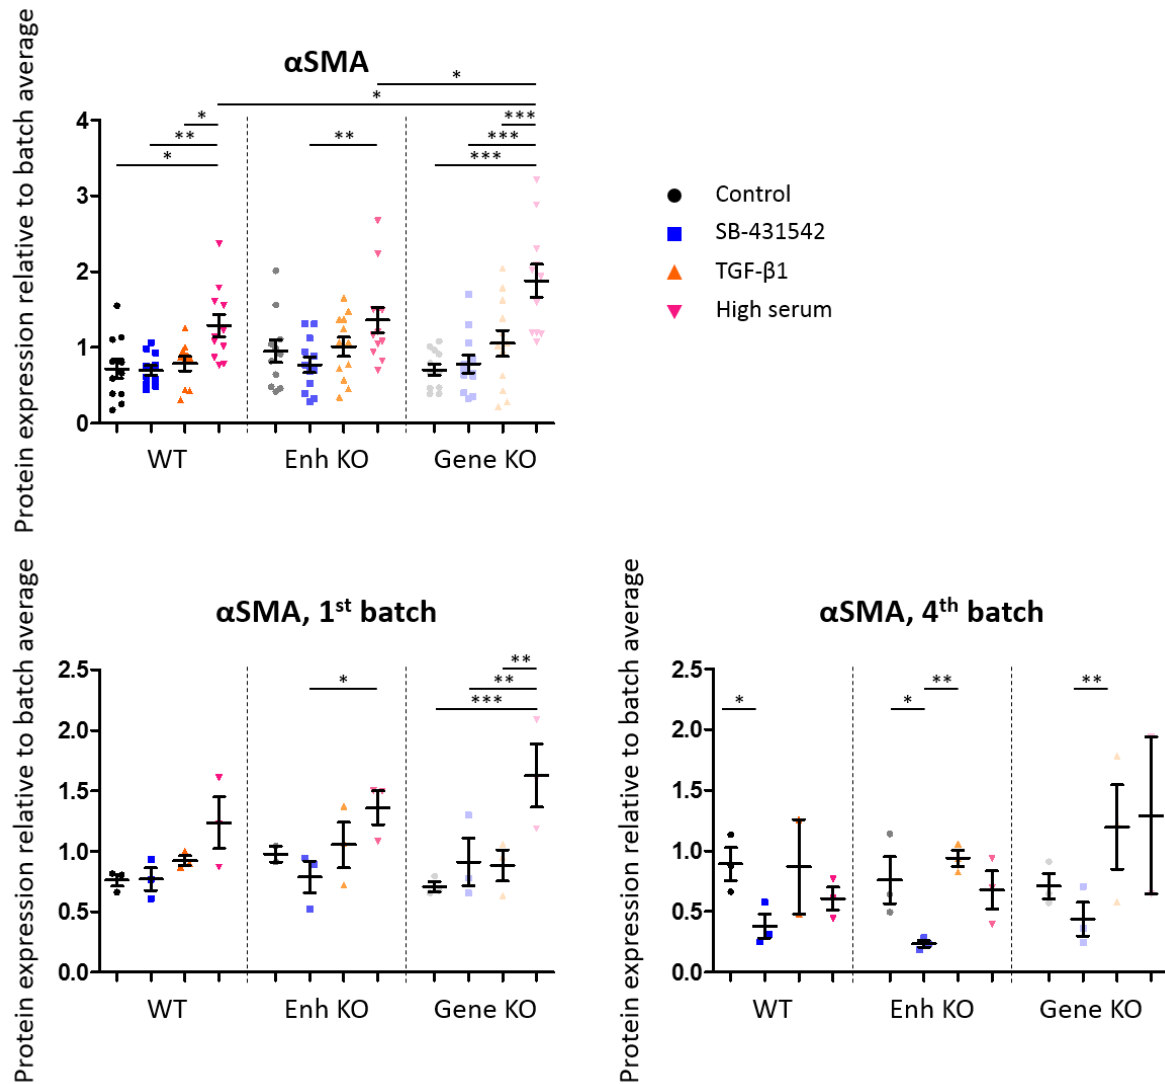 αSMA
Protein expression relative to batch average
4
3
2
1
0
*
**
*
**
*
*
***
***
***
WT
Enh KO
Gene KO
Control
SB-431542
TGF-β1
High serum
αSMA, 1st batch
Protein expression relative to batch average
2.5
2.0
1.5
1.0
0.5
0.0
*
**
**
***
WT
Enh KO
Gene KO
αSMA, 4th batch
Protein expression relative to batch average
2.5
2.0
1.5
1.0
0.5
0.0
*
*
**
**
WT
Enh KO
Gene KO